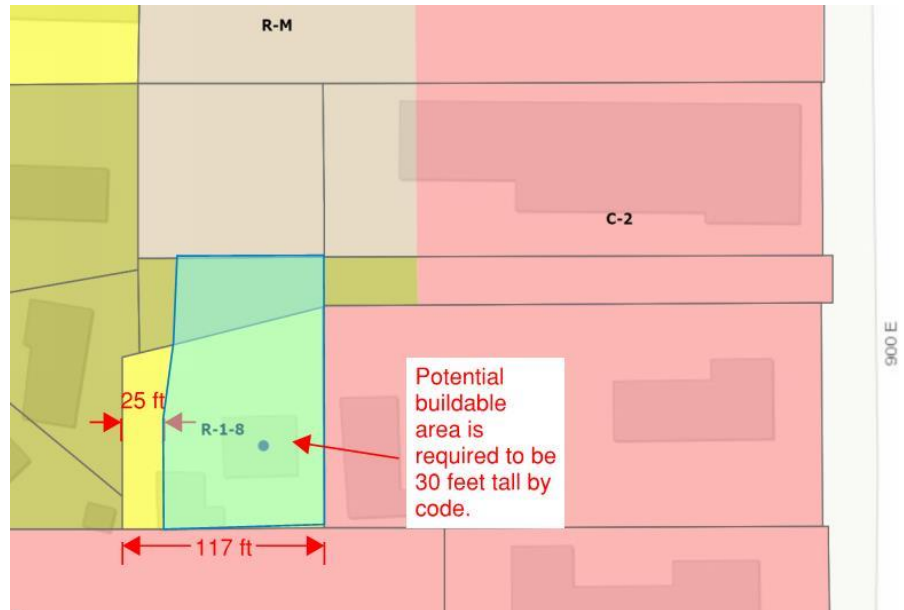 R-M
C-2
900 E
25 ft
R-1-8
Potential
buildable
area is
required to be
30 feet tall by
code.
117 ft